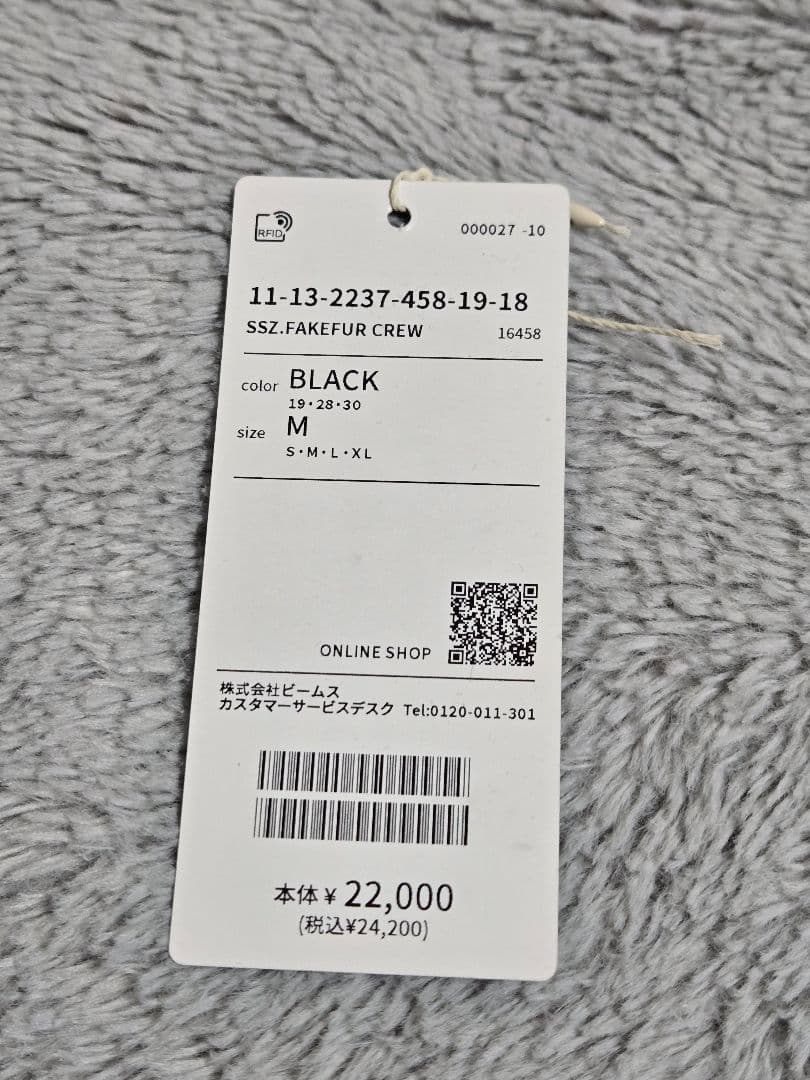 RFID
000027 -10
11-13-2237-458-19-18
SSZ.FAKEFUR CREW 16458
color BLACK
19・28・30
size M
S・M・L・XL
ONLINE SHOP
株式会社ビームス
カスタマーサービスデスク Tel:0120-011-301
本体¥22,000
(税込¥24,200)